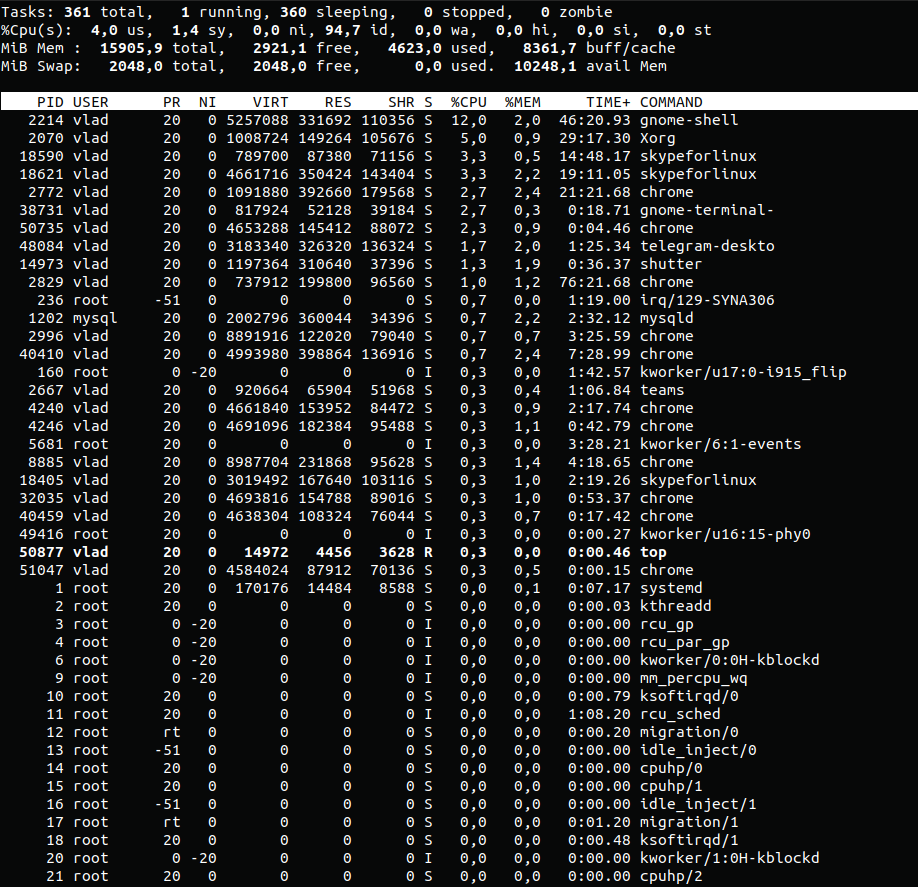 Tasks: 361 total,   1 running, 360 sleeping,   0 stopped,   0 zombie
%Cpu(s):  4,0 us,  1,4 sy,  0,0 ni, 94,7 id,  0,0 wa,  0,0 hi,  0,0 si,  0,0 st
MiB Mem :  15905,9 total,   2921,1 free,   4623,0 used,   8361,7 buff/cache
MiB Swap:   2048,0 total,   2048,0 free,      0,0 used.  10248,1 avail Mem
PID USER      PR  NI    VIRT    RES    SHR S  %CPU  %MEM     TIME+ COMMAND
2214 vlad      20   0 5257088 331692 110356 S  12,0   2,0  46:20.93 gnome-shell
2070 vlad      20   0 1008724 149264 105676 S   5,0   0,9  29:17.30 Xorg
18590 vlad      20   0  789700  87380  71156 S   3,3   0,5  14:48.17 skypeforlinux
18621 vlad      20   0 4661716 350424 143404 S   3,3   2,2  19:11.05 skypeforlinux
2772 vlad      20   0 1091880 392660 179568 S   2,7   2,4  21:21.68 chrome
38731 vlad      20   0  817924  52128  39184 S   2,7   0,3   0:18.71 gnome-terminal-
50735 vlad      20   0 4653288 145412  88072 S   2,3   0,9   0:04.46 chrome
48084 vlad      20   0 3183340 326320 136324 S   1,7   2,0   1:25.34 telegram-deskto
14973 vlad      20   0 1197364 310640  37396 S   1,3   1,9   0:36.37 shutter
2829 vlad      20   0  737912 199800  96560 S   1,0   1,2  76:21.68 chrome
236 root     -51   0       0      0      0 S   0,7   0,0   1:19.00 irq/129-SYNA306
1202 mysql     20   0 2002796 360044  34396 S   0,7   2,2   2:32.12 mysqld
2996 vlad      20   0 8891916 122020  79040 S   0,7   0,7   3:25.59 chrome
40410 vlad      20   0 4993980 398864 136916 S   0,7   2,4   7:28.99 chrome
160 root       0 -20       0      0      0 I   0,3   0,0   1:42.57 kworker/u17:0-i915_flip
2667 vlad      20   0  920664  65904  51968 S   0,3   0,4   1:06.84 teams
4240 vlad      20   0 4661840 153952  84472 S   0,3   0,9   2:17.74 chrome
4246 vlad      20   0 4691096 182384  95488 S   0,3   1,1   0:42.79 chrome
5681 root      20   0       0      0      0 I   0,3   0,0   3:28.21 kworker/6:1-events
8885 vlad      20   0 8987704 231868  95628 S   0,3   1,4   4:18.65 chrome
18405 vlad      20   0 3019492 167640 103116 S   0,3   1,0   2:19.26 skypeforlinux
32035 vlad      20   0 4693816 154788  89016 S   0,3   1,0   0:53.37 chrome
40459 vlad      20   0 4638304 108324  76044 S   0,3   0,7   0:17.42 chrome
49416 root      20   0       0      0      0 I   0,3   0,0   0:00.27 kworker/u16:15-phy0
50877 vlad      20   0   14972   4456   3628 R   0,3   0,0   0:00.46 top
51047 vlad      20   0 4584024  87912  70136 S   0,3   0,5   0:00.15 chrome
1 root      20   0  170176  14484   8588 S   0,0   0,1   0:07.17 systemd
2 root      20   0       0      0      0 S   0,0   0,0   0:00.03 kthreadd
3 root       0 -20       0      0      0 I   0,0   0,0   0:00.00 rcu_gp
4 root       0 -20       0      0      0 I   0,0   0,0   0:00.00 rcu_par_gp
6 root       0 -20       0      0      0 I   0,0   0,0   0:00.00 kworker/0:0H-kblockd
9 root       0 -20       0      0      0 I   0,0   0,0   0:00.00 mm_percpu_wq
10 root      20   0       0      0      0 S   0,0   0,0   0:00.79 ksoftirqd/0
11 root      20   0       0      0      0 I   0,0   0,0   1:08.20 rcu_sched
12 root      rt   0       0      0      0 S   0,0   0,0   0:00.20 migration/0
13 root     -51   0       0      0      0 S   0,0   0,0   0:00.00 idle_inject/0
14 root      20   0       0      0      0 S   0,0   0,0   0:00.00 cpuhp/0
15 root      20   0       0      0      0 S   0,0   0,0   0:00.00 cpuhp/1
16 root     -51   0       0      0      0 S   0,0   0,0   0:00.00 idle_inject/1
17 root      rt   0       0      0      0 S   0,0   0,0   0:01.20 migration/1
18 root      20   0       0      0      0 S   0,0   0,0   0:00.48 ksoftirqd/1
20 root       0 -20       0      0      0 I   0,0   0,0   0:00.00 kworker/1:0H-kblockd
21 root      20   0       0      0      0 S   0,0   0,0   0:00.00 cpuhp/2